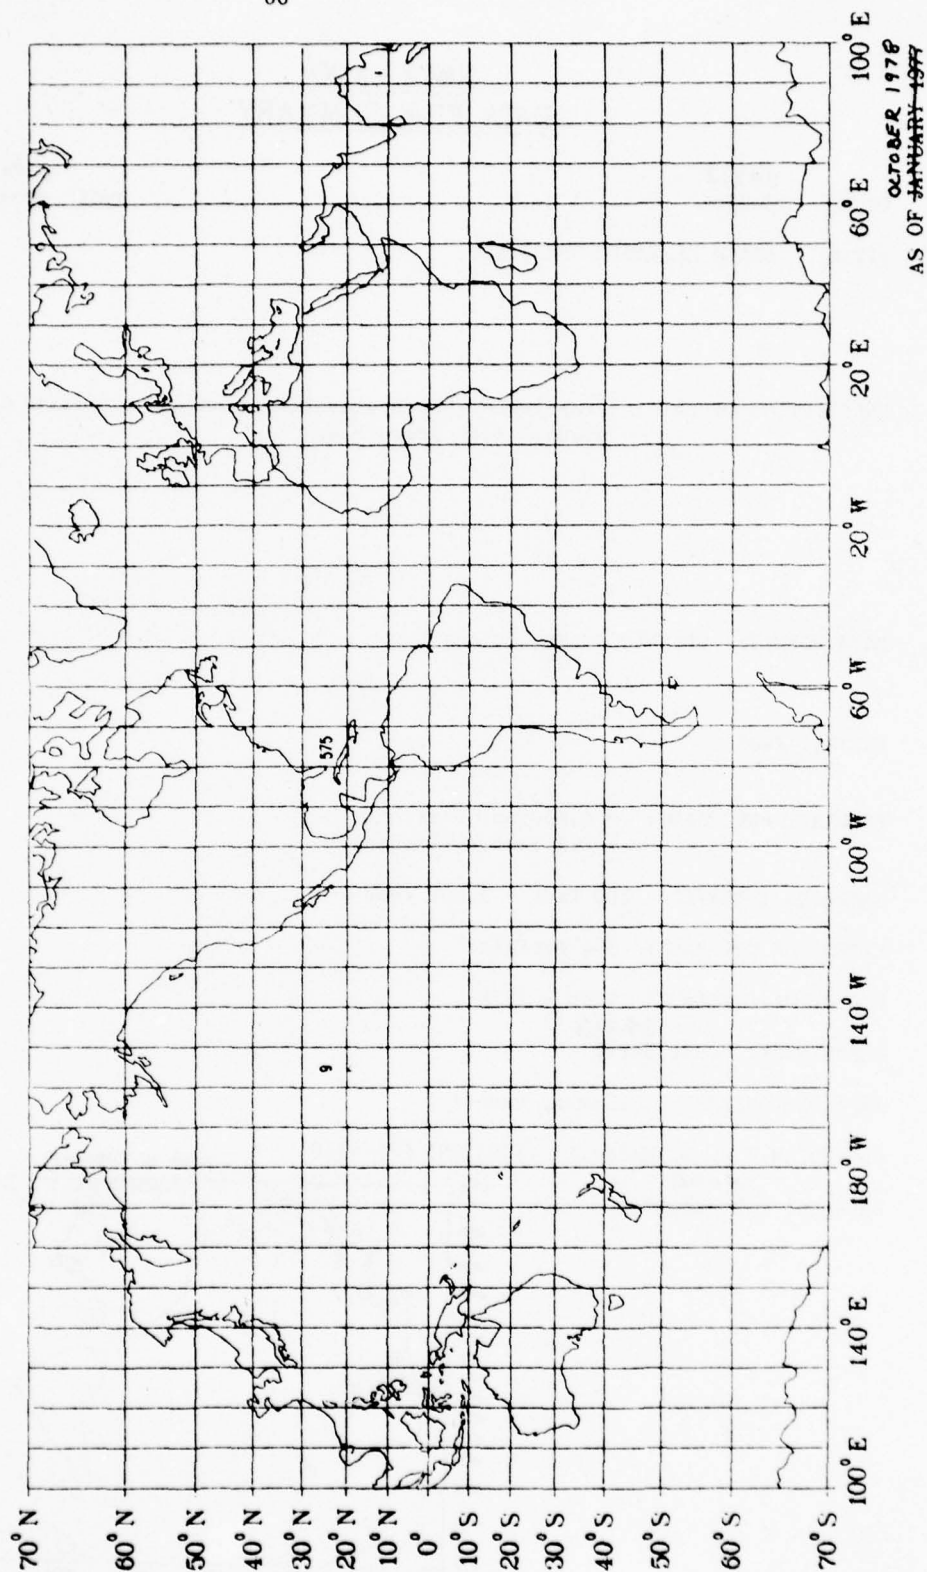 70° N
60° N
50° N
40° N
30° N
20° N
10° N
0°
10° S
20° S
30° S
40° S
50° S
60° S
70° S
575
9
100° E
140° E
180° W
140° W
100° W
60° W
20° W
20° E
60° E
100° E
OCTOBER 1978
AS OF JANUARY 1977